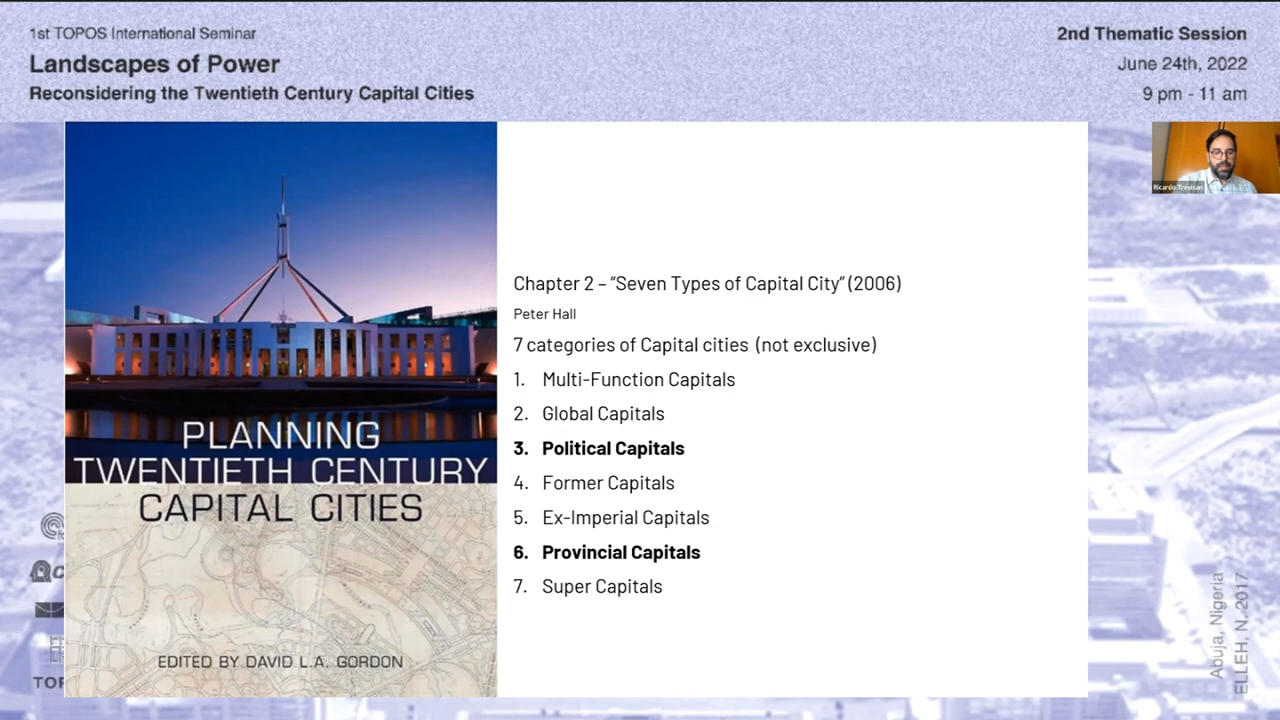 1st TOPOS International Seminar
Landscapes of Power
Reconsidering the Twentieth Century Capital Cities
2nd Thematic Session
June 24th, 2022
9 pm - 11 am
Ricardo Trevisan
PLANNING
TWENTIETH CENTURY
CAPITAL CITIES
EDITED BY DAVID L.A. GORDON
Chapter 2 – “Seven Types of Capital City” (2006)
Peter Hall
7 categories of Capital cities (not exclusive)
1. Multi-Function Capitals
2. Global Capitals
3. Political Capitals
4. Former Capitals
5. Ex-Imperial Capitals
6. Provincial Capitals
7. Super Capitals
Abuja, Nigeria
ELLEH, N. 2017